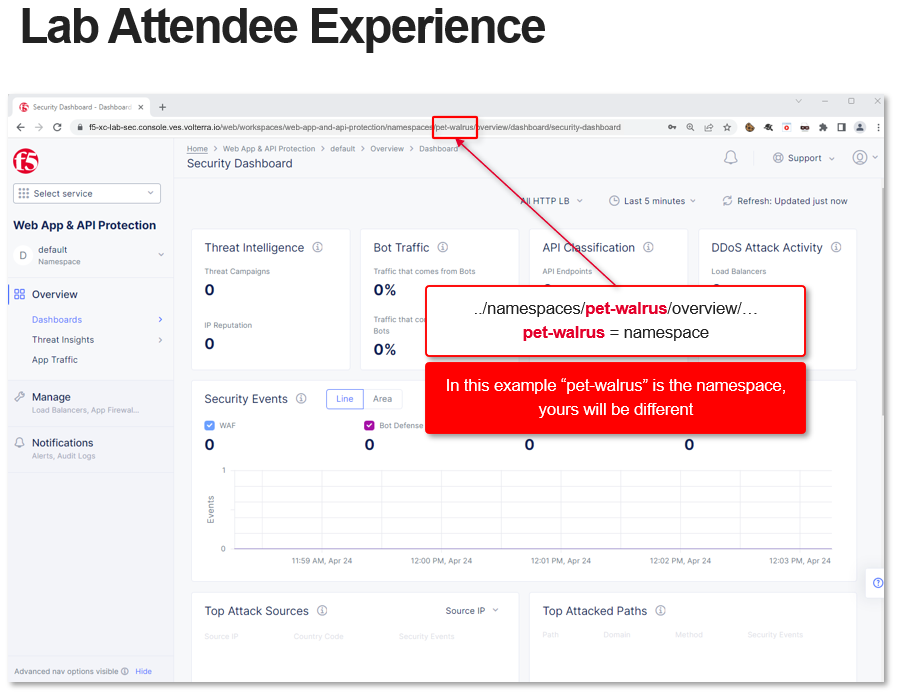 Lab Attendee Experience
Security Dashboard - Dashboard
f5-xc-lab-sec.console.ves.volterra.io/web/workspaces/web-app-and-api-protection/namespaces/pet-walrus/overview/dashboard/security-dashboard
f5
Home > Web App & API Protection > default > Overview > Dashboard
Security Dashboard
Support
Select service
All HTTP LB
Last 5 minutes
Refresh: Updated just now
Web App & API Protection
D
default
Namespace
Overview
Dashboards
Threat Insights
App Traffic
Manage
Load Balancers, App Firewal...
Notifications
Alerts, Audit Logs
Advanced nav options visible
Hide
Threat Intelligence
Threat Campaigns
0
IP Reputation
0
Bot Traffic
Traffic that comes from Bots
0%
Bots
0%
API Classification
API Endpoints
DDoS Attack Activity
Load Balancers
../namespaces/pet-walrus/overview/…
pet-walrus = namespace
In this example “pet-walrus” is the namespace,
yours will be different
Security Events
Line
Area
WAF
0
Bot Defense
0
0
0
Events
1
0
11:59 AM, Apr 24
12:00 PM, Apr 24
12:01 PM, Apr 24
12:02 PM, Apr 24
12:03 PM, Apr 24
Top Attack Sources
Source IP
Source IP
Country Code
Security Events
Top Attacked Paths
Path
Domain
Method
Security Events